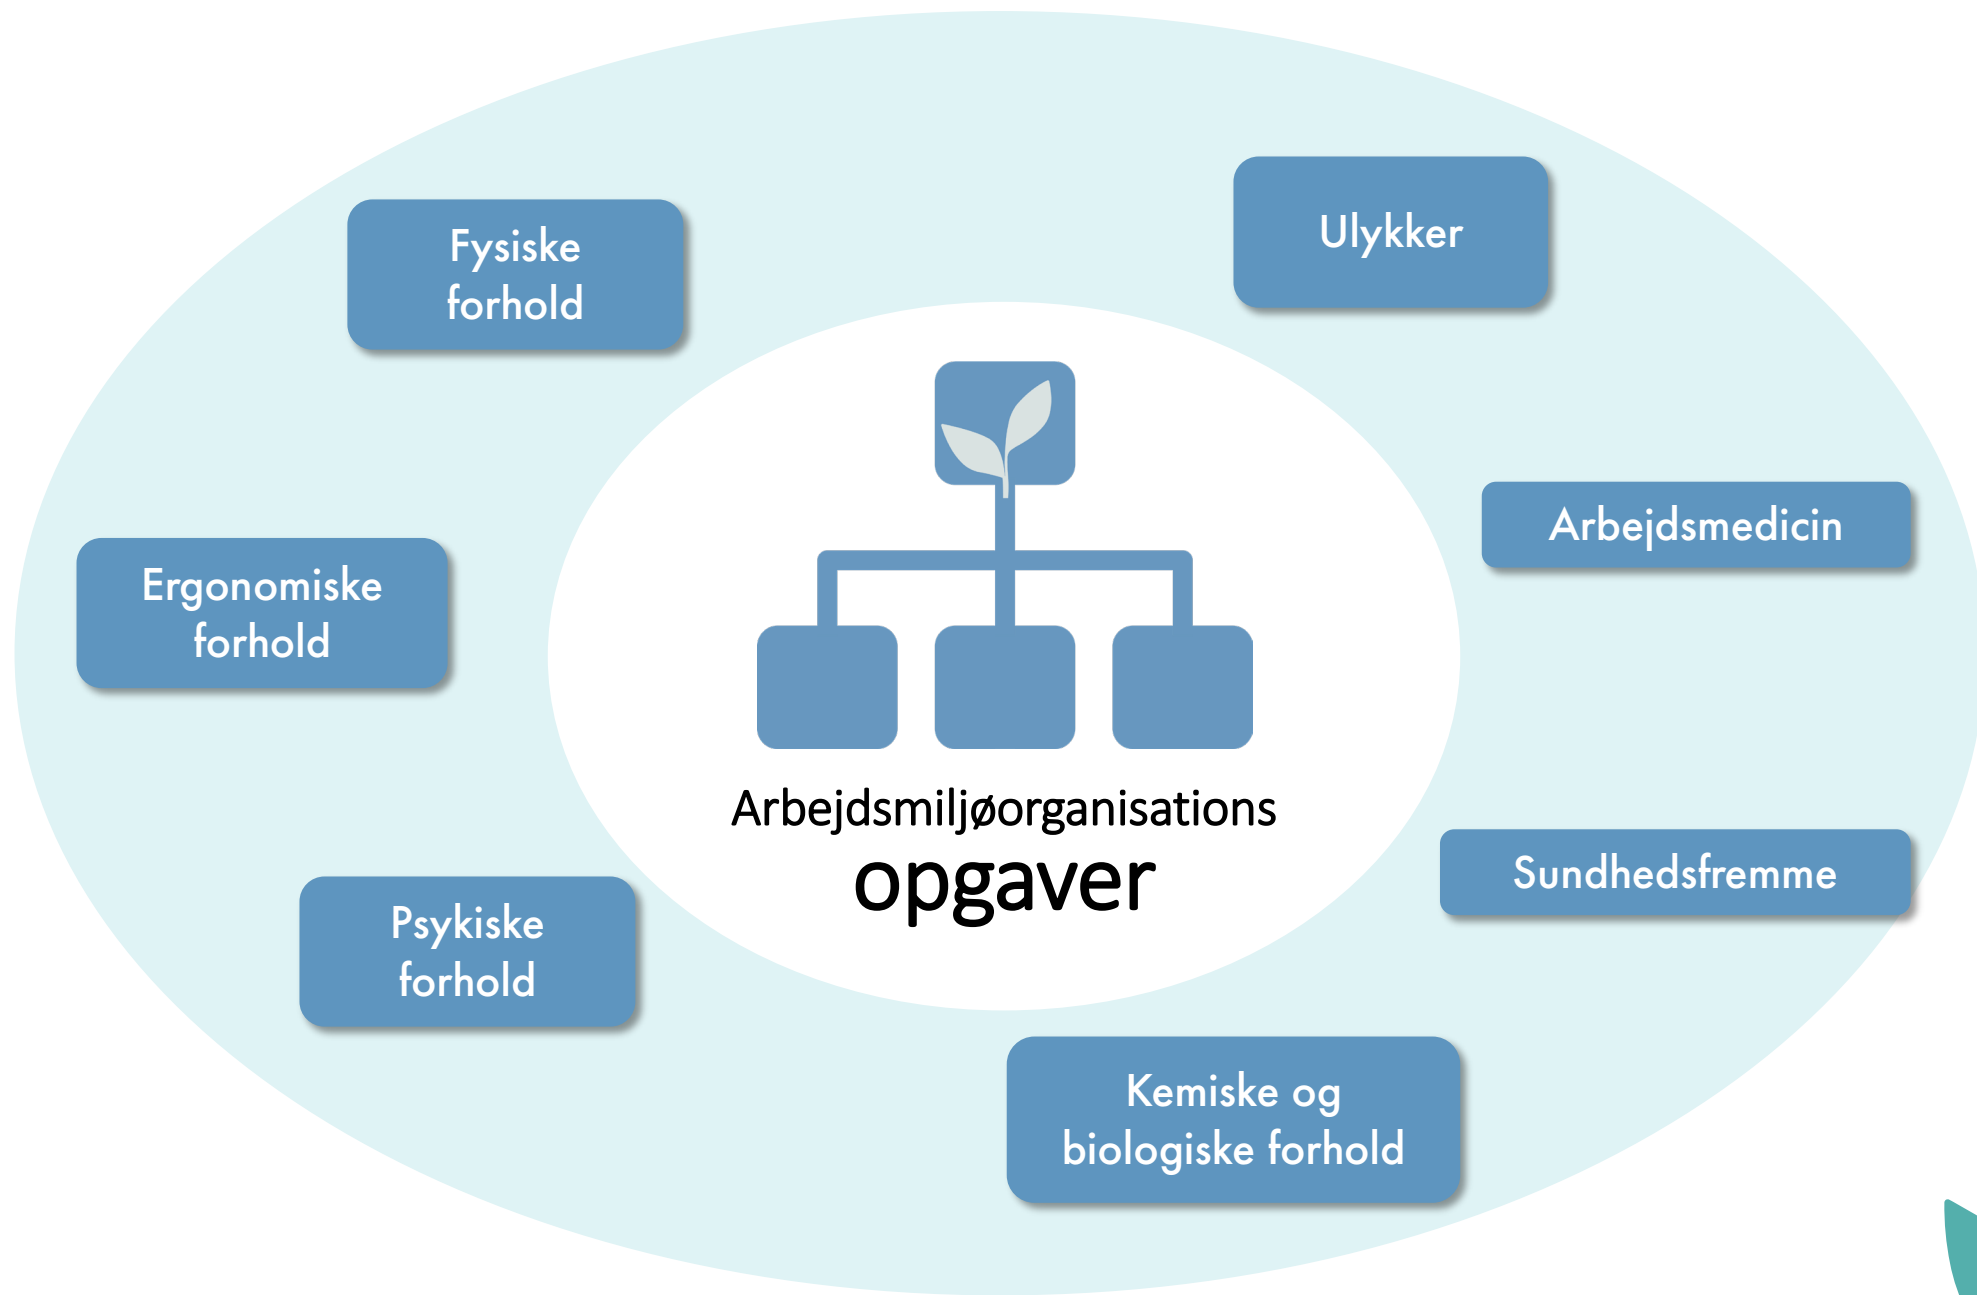 Fysiske
forhold
Ulykker
Ergonomiske
forhold
Arbejdsmedicin
Arbejdsmiljøorganisations
opgaver
Psykiske
forhold
Sundhedsfremme
Kemiske og
biologiske forhold